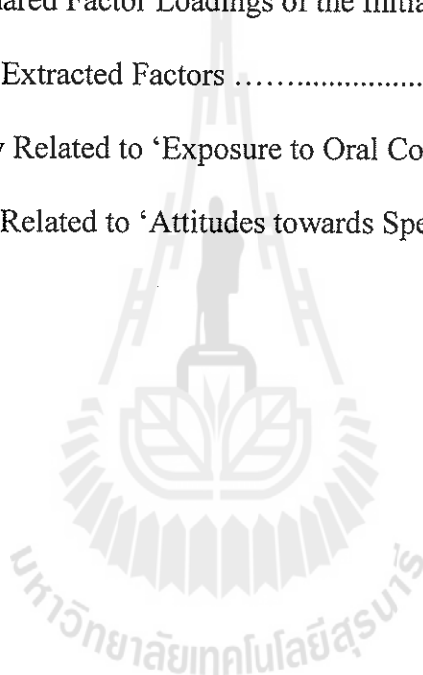 ared Factor Loadings of the Initia
Extracted Factors ........................
Related to ‘Exposure to Oral Co
Related to ‘Attitudes towards Spe
มหาวิทยาลัยเทคโนโลยีสุรนารี